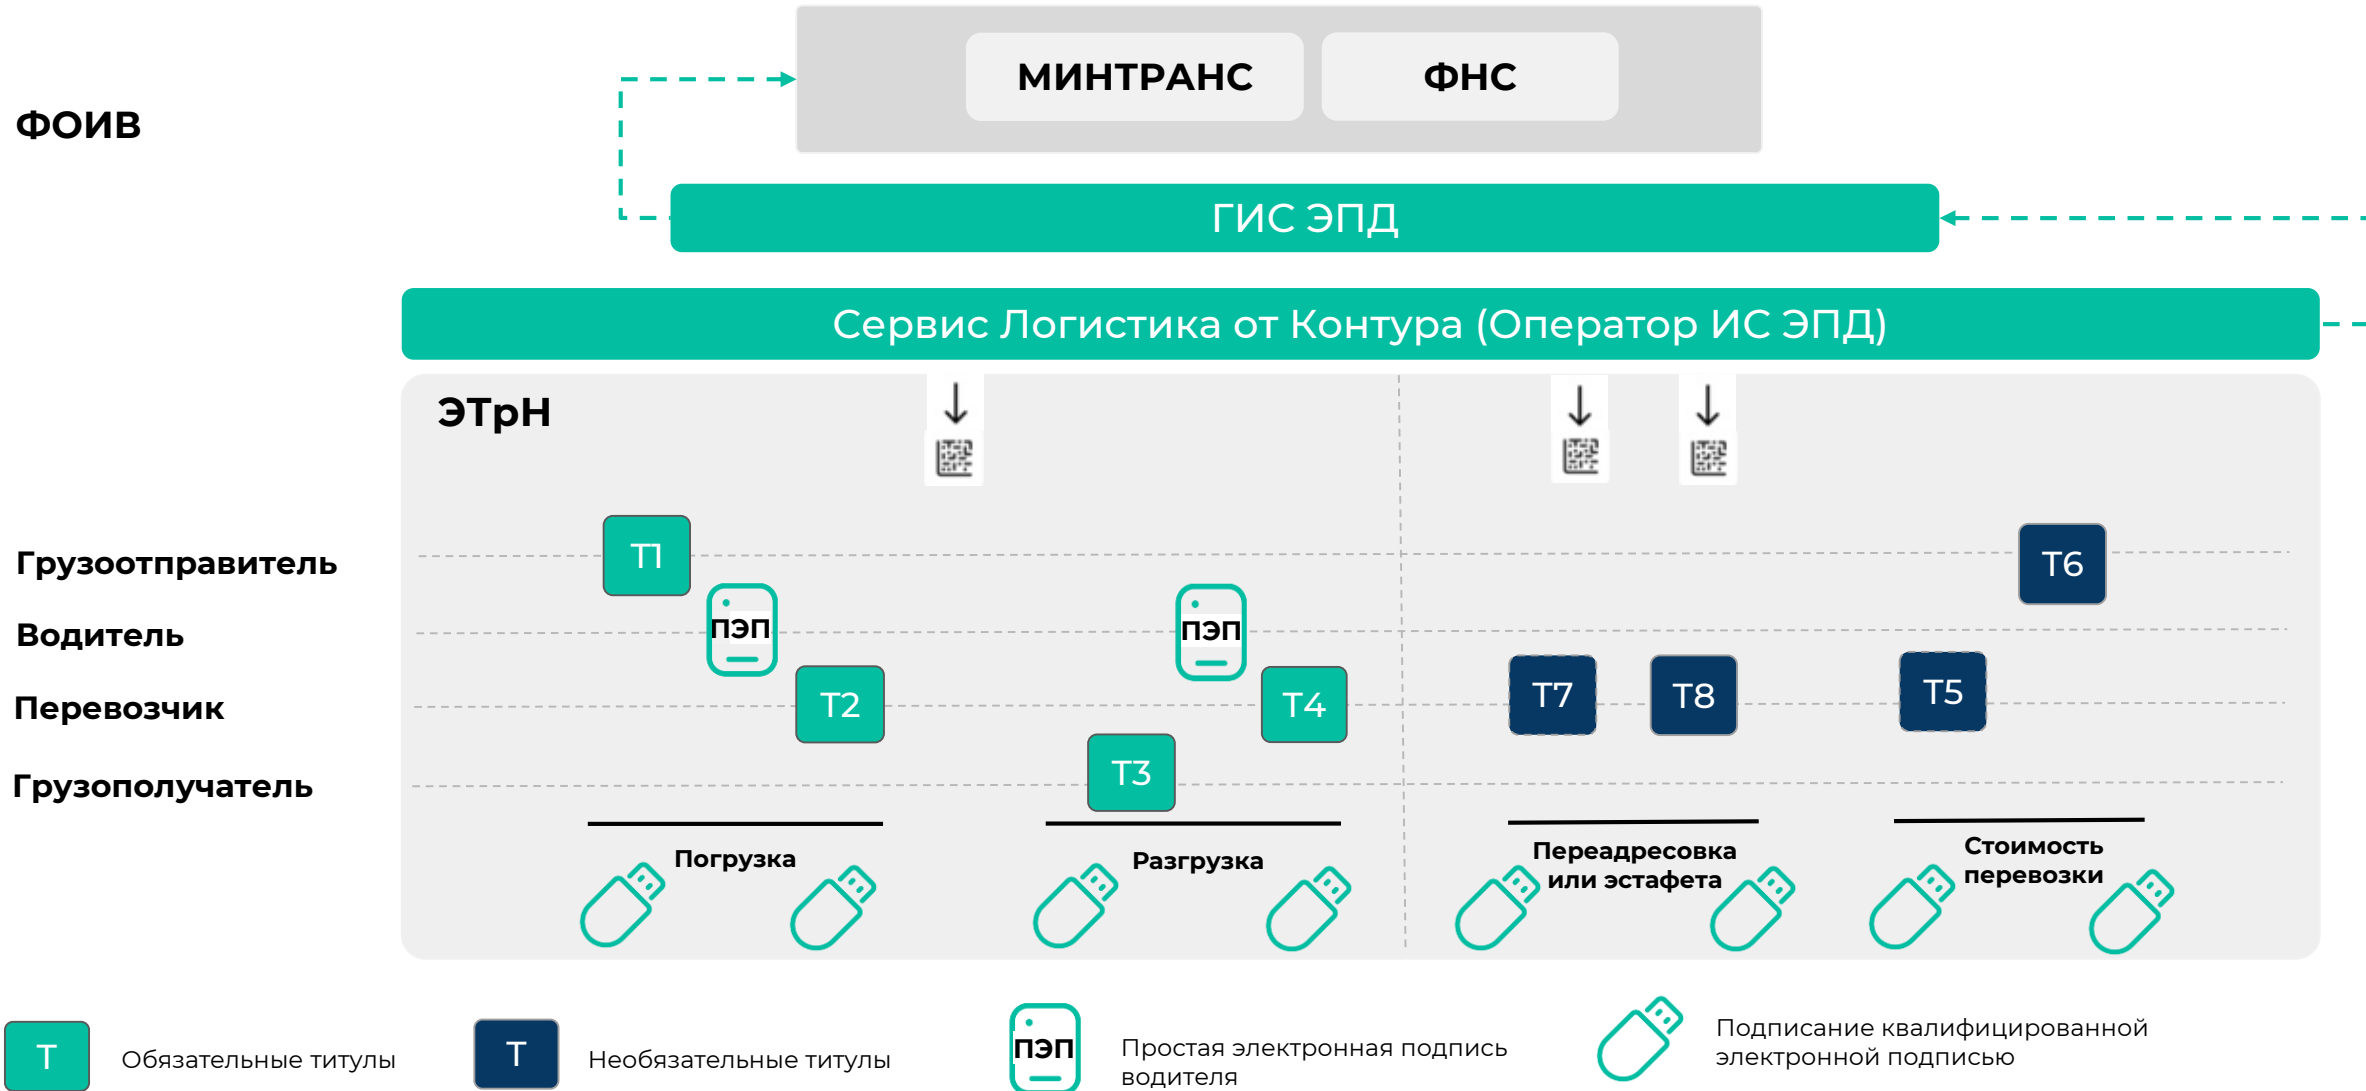 МИНТРАНС
ФНС
ФОИВ
ГИС ЭПД
Сервис Логистика от Контура (Оператор ИС ЭПД)
ЭТрН
Грузоотправитель
Т1
Т6
Водитель
ПЭП
ПЭП
Перевозчик
Т2
Т4
Т7
Т8
Т5
Грузополучатель
Т3
Погрузка
Разгрузка
Переадресовка
или эстафета
Стоимость
перевозки
Т
Обязательные титулы
Т
Необязательные титулы
ПЭП
Простая электронная подпись
водителя
Подписание квалифицированной
электронной подписью